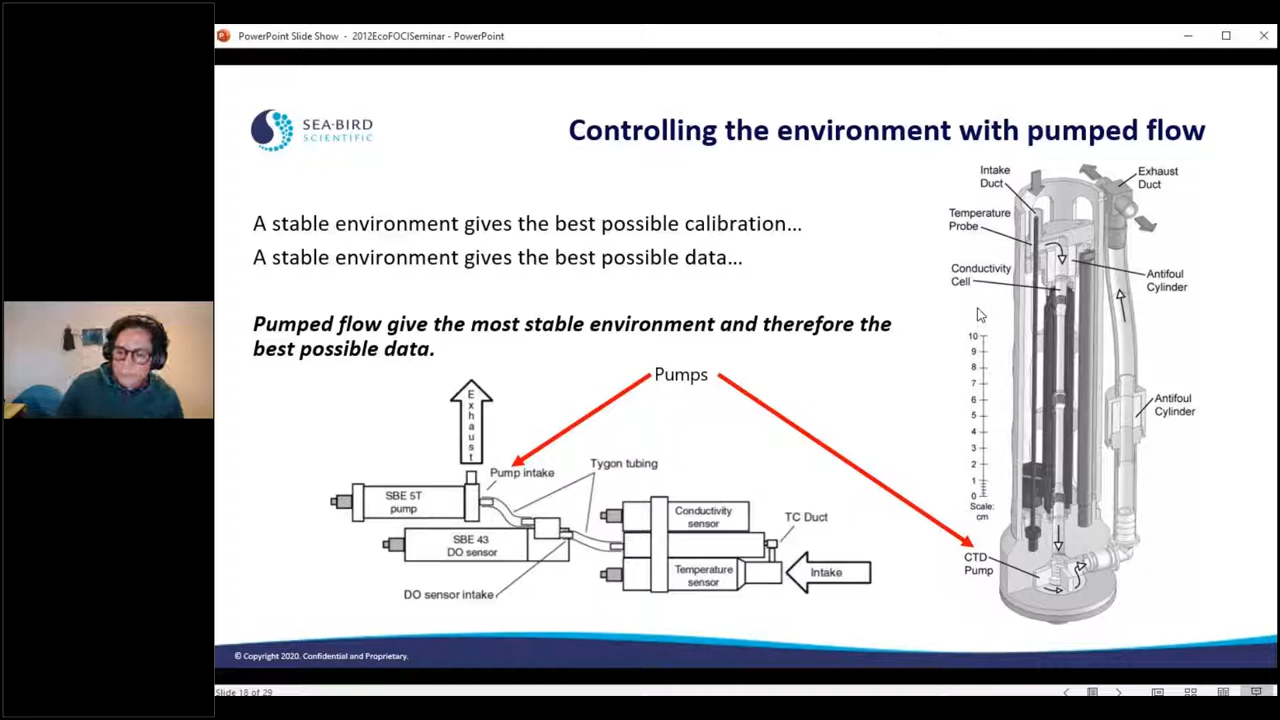 PowerPoint Slide Show - 2012EcoFOCISeminar - PowerPoint
SEA·BIRD
SCIENTIFIC
Controlling the environment with pumped flow
A stable environment gives the best possible calibration...
A stable environment gives the best possible data...
Pumped flow give the most stable environment and therefore the
best possible data.
Pumps
Exhaust
Pump intake
Tygon tubing
SBE 5T
pump
SBE 43
DO sensor
DO sensor intake
Conductivity
sensor
TC Duct
Temperature
sensor
Intake
Intake
Duct
Exhaust
Duct
Temperature
Probe
Conductivity
Cell
Antifoul
Cylinder
10
9
8
7
6
5
4
3
2
1
0
Scale:
cm
Antifoul
Cylinder
CTD
Pump
© Copyright 2020. Confidential and Proprietary.
Slide 18 of 29